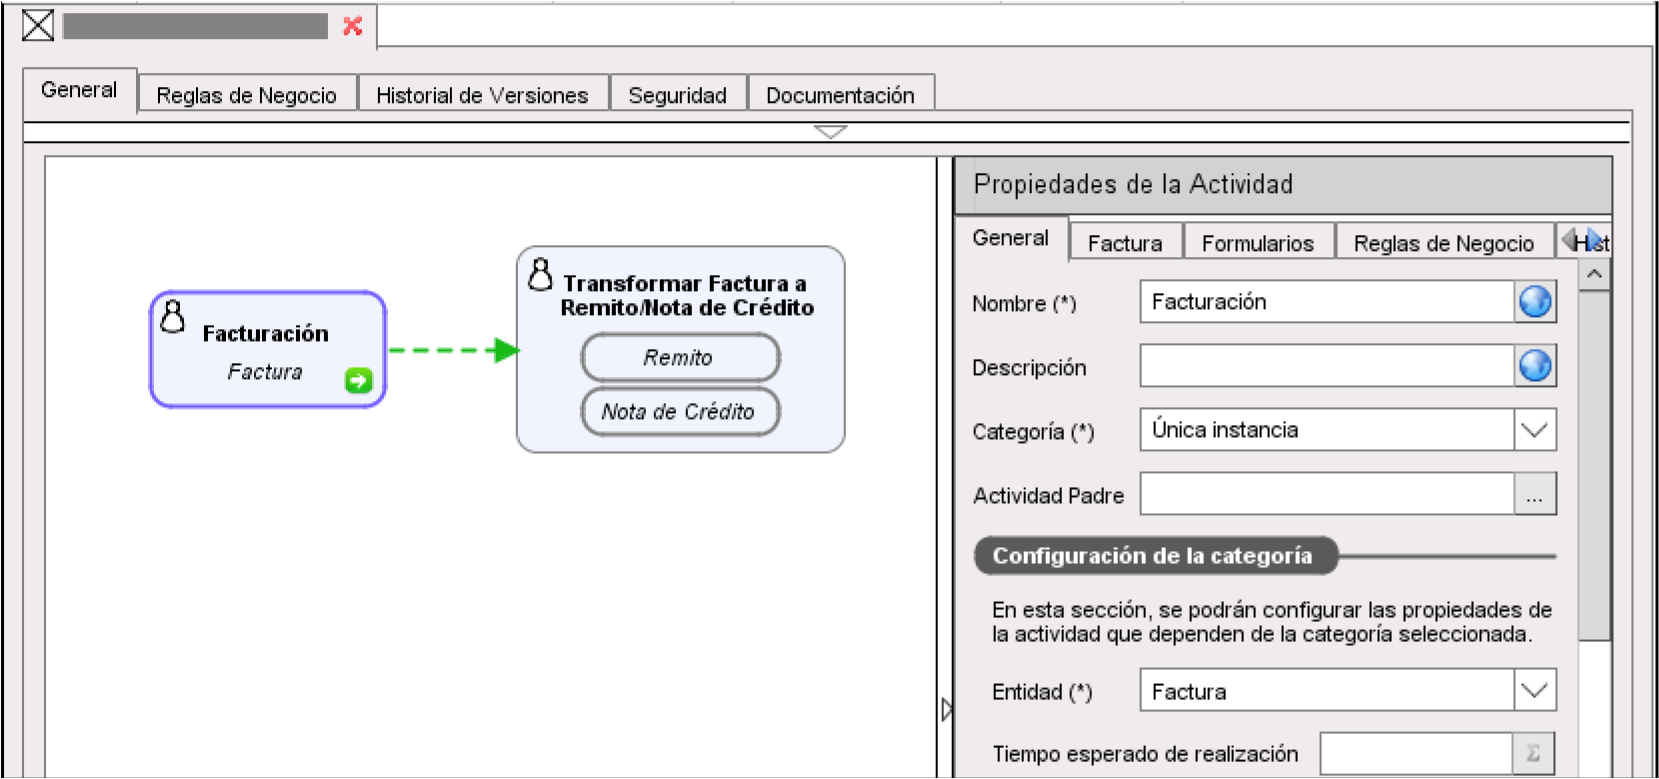 General
Reglas de Negocio
Historial de Versiones
Seguridad
Documentación
Facturación
Factura
Transformar Factura a
Remito/Nota de Crédito
Remito
Nota de Crédito
Propiedades de la Actividad
General
Factura
Formularios
Reglas de Negocio
Nombre (*)
Facturación
Descripción
Categoría (*)
Única instancia
Actividad Padre
...
Configuración de la categoría
En esta sección, se podrán configurar las propiedades de
la actividad que dependen de la categoría seleccionada.
Entidad (*)
Factura
Tiempo esperado de realización
Σ